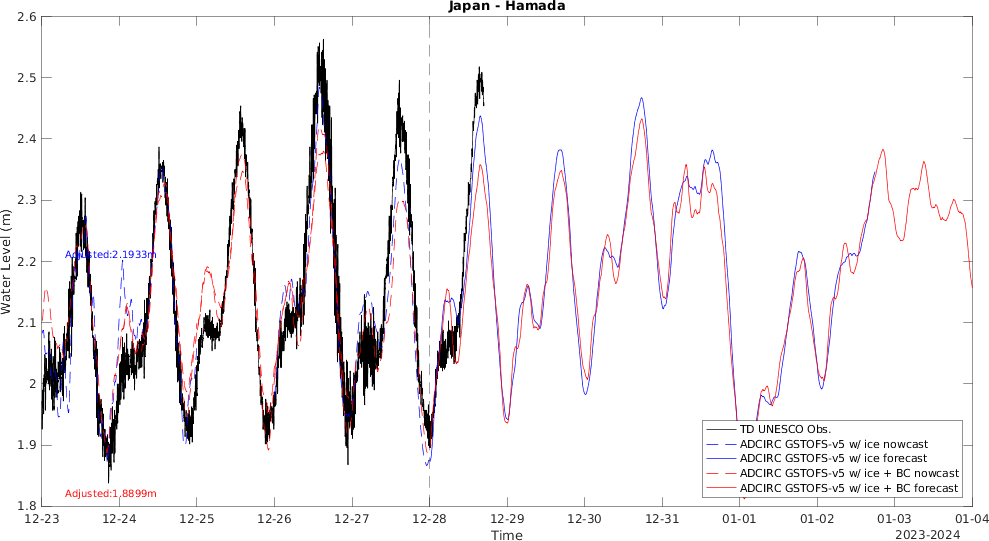 Japan - Hamada
2.6
2.5
2.4
2.3
2.2
2.1
2
1.9
1.8
Water Level (m)
Adjusted:2.1933m
Adjusted:1.8899m
TD UNESCO Obs.
ADCIRC GSTOFS-v5 w/ ice nowcast
ADCIRC GSTOFS-v5 w/ ice forecast
ADCIRC GSTOFS-v5 w/ ice + BC nowcast
ADCIRC GSTOFS-v5 w/ ice + BC forecast
12-23 12-24 12-25 12-26 12-27 12-28 12-29 12-30 12-31 01-01 01-02 01-03 01-04
Time
2023-2024